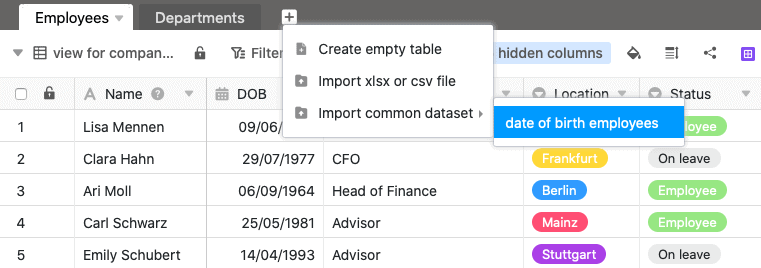 Employees Departments
view for compan... Filter hidden columns
Create empty table
Import xlsx or csv file
Import common dataset
date of birth employees
Name DOB Location Status
1 Lisa Mennen 09/06/
2 Clara Hahn 29/07/1977 CFO Frankfurt On leave
3 Ari Moll 06/09/1964 Head of Finance Berlin Employee
4 Carl Schwarz 25/05/1981 Advisor Mainz Employee
5 Emily Schubert 14/04/1993 Advisor Stuttgart On leave